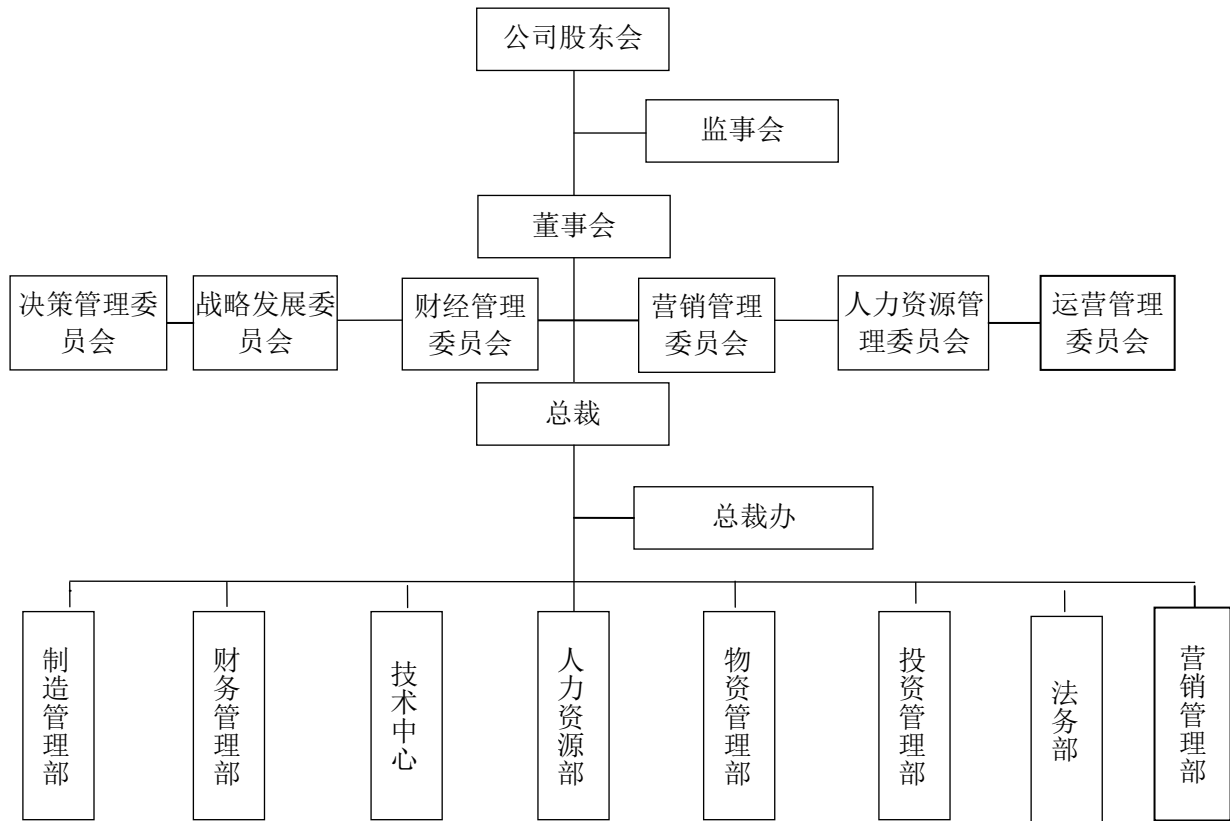 公司股东会
监事会
董事会
决策管理委
员会
战略发展委
员会
财经管理
委员会
营销管理
委员会
人力资源管
理委员会
运营管理
委员会
总裁
总裁办
制造管理部
财务管理部
技术中心
人力资源部
物资管理部
投资管理部
法务部
营销管理部